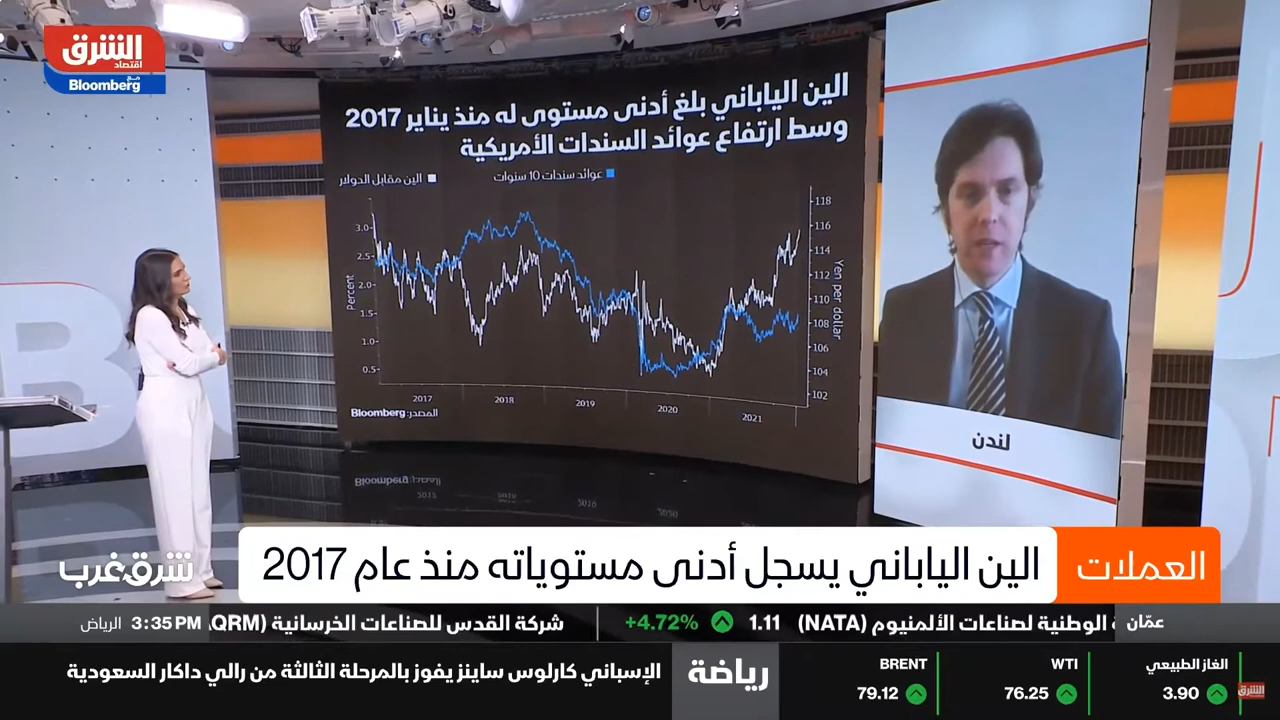 الشرق
اقتصاد
مع
Bloomberg
الين الياباني بلغ أدنى مستوى له منذ يناير 2017
وسط ارتفاع عوائد السندات الأمريكية
عوائد سندات 10 سنوات
الين مقابل الدولار
3.0
2.5
2.0
1.5
1.0
0.5
Percent
118
116
114
112
110
108
106
104
102
Yen per dollar
2017 2018 2019 2020 2021
المصدر: Bloomberg
لندن
العملات
الين الياباني يسجل أدنى مستوياته منذ عام 2017
شرق غرب
عمّان
الوطنية لصناعات الألمنيوم (NATA) 1.11 +4.72%
شركة القدس للصناعات الخرسانية (QRM)
3:35 PM الرياض
الغاز الطبيعي
3.90
WTI
76.25
BRENT
79.12
رياضة
الإسباني كارلوس ساينز يفوز بالمرحلة الثالثة من رالي داكار السعودية
الشرق